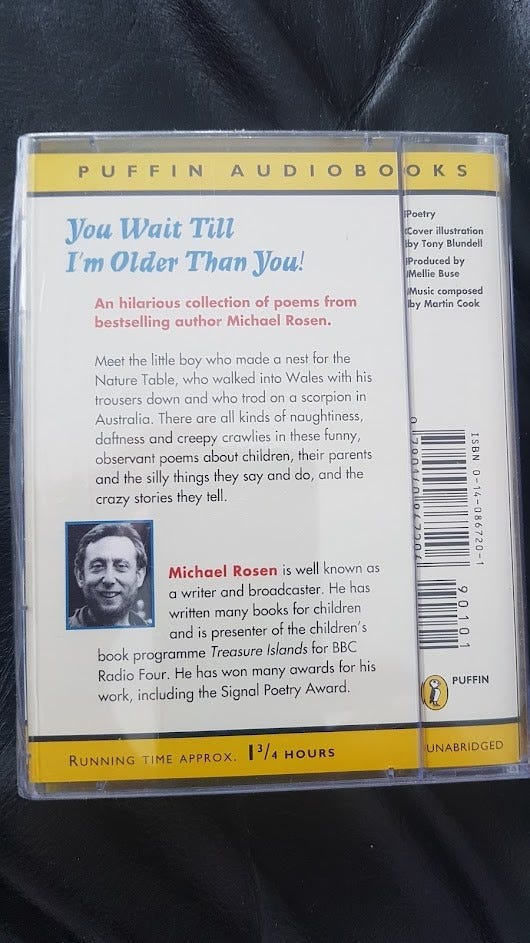 PUFFIN AUDIOBOOKS
You Wait Till
I'm Older Than You!
An hilarious collection of poems from
bestselling author Michael Rosen.
Meet the little boy who made a nest for the
Nature Table, who walked into Wales with his
trousers down and who trod on a scorpion in
Australia. There are all kinds of naughtiness,
daftness and creepy crawlies in these funny,
observant poems about children, their parents
and the silly things they say and do, and the
crazy stories they tell.
Michael Rosen is well known as
a writer and broadcaster. He has
written many books for children
and is presenter of the children's
book programme Treasure Islands for BBC
Radio Four. He has won many awards for his
work, including the Signal Poetry Award.
RUNNING TIME APPROX. 1 3/4 HOURS
Poetry
Cover illustration
by Tony Blundell
Produced by
Mellie Buse
Music composed
by Martin Cook
ISBN 0-14-086720-1
90101
PUFFIN
UNABRIDGED